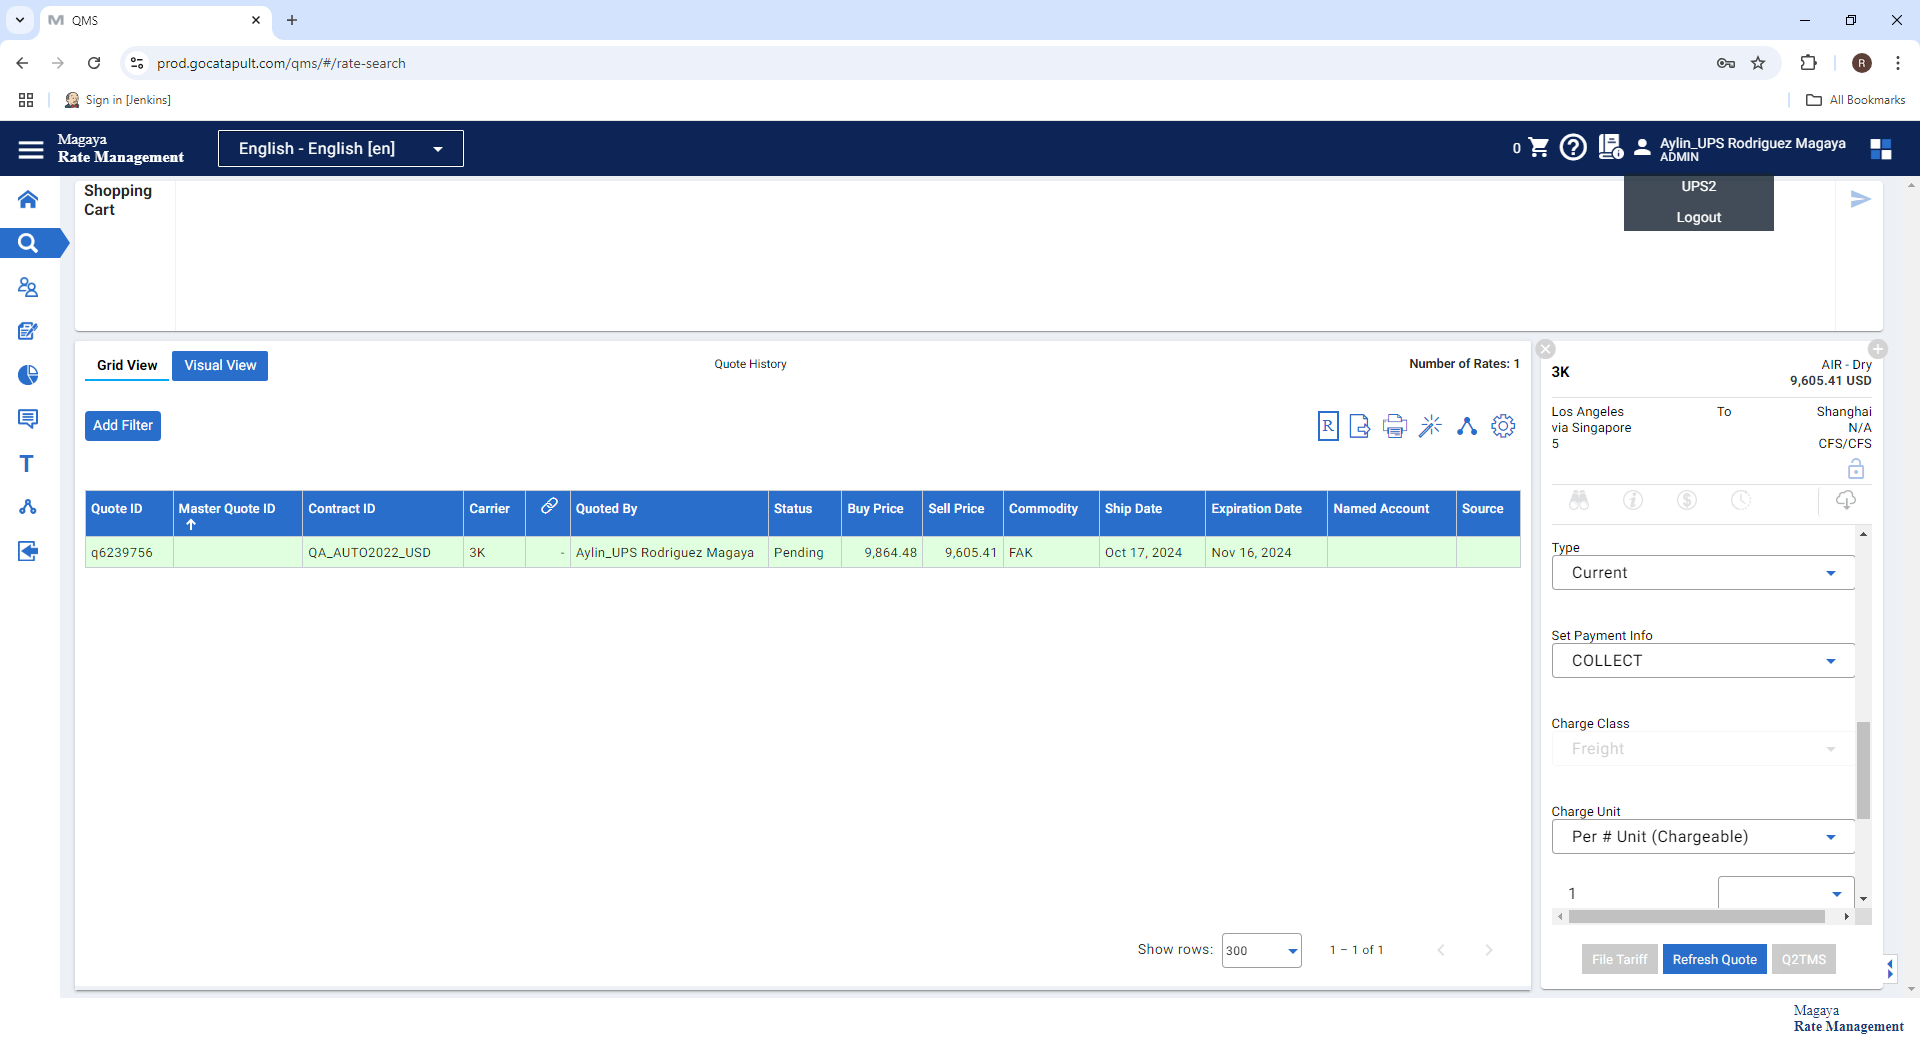 QMS
prod.gocatapult.com/qms/#/rate-search
R
Sign in [Jenkins]
All Bookmarks
Magaya
Rate Management
English - English [en]
0
Aylin_UPS Rodriguez Magaya
ADMIN
UPS2
Logout
Shopping
Cart
Grid View
Visual View
Quote History
Number of Rates: 1
Add Filter
R
Quote ID
Master Quote ID
Contract ID
Carrier
Quoted By
Status
Buy Price
Sell Price
Commodity
Ship Date
Expiration Date
Named Account
Source
q6239756
QA_AUTO2022_USD
3K
-
Aylin_UPS Rodriguez Magaya
Pending
9,864.48
9,605.41
FAK
Oct 17, 2024
Nov 16, 2024
Show rows:
300
1 – 1 of 1
3K
AIR - Dry
9,605.41 USD
Los Angeles
To
Shanghai
via Singapore
N/A
5
CFS/CFS
Type
Current
Set Payment Info
COLLECT
Charge Class
Freight
Charge Unit
Per # Unit (Chargeable)
1
File Tariff
Refresh Quote
Q2TMS
T
Magaya
Rate Management